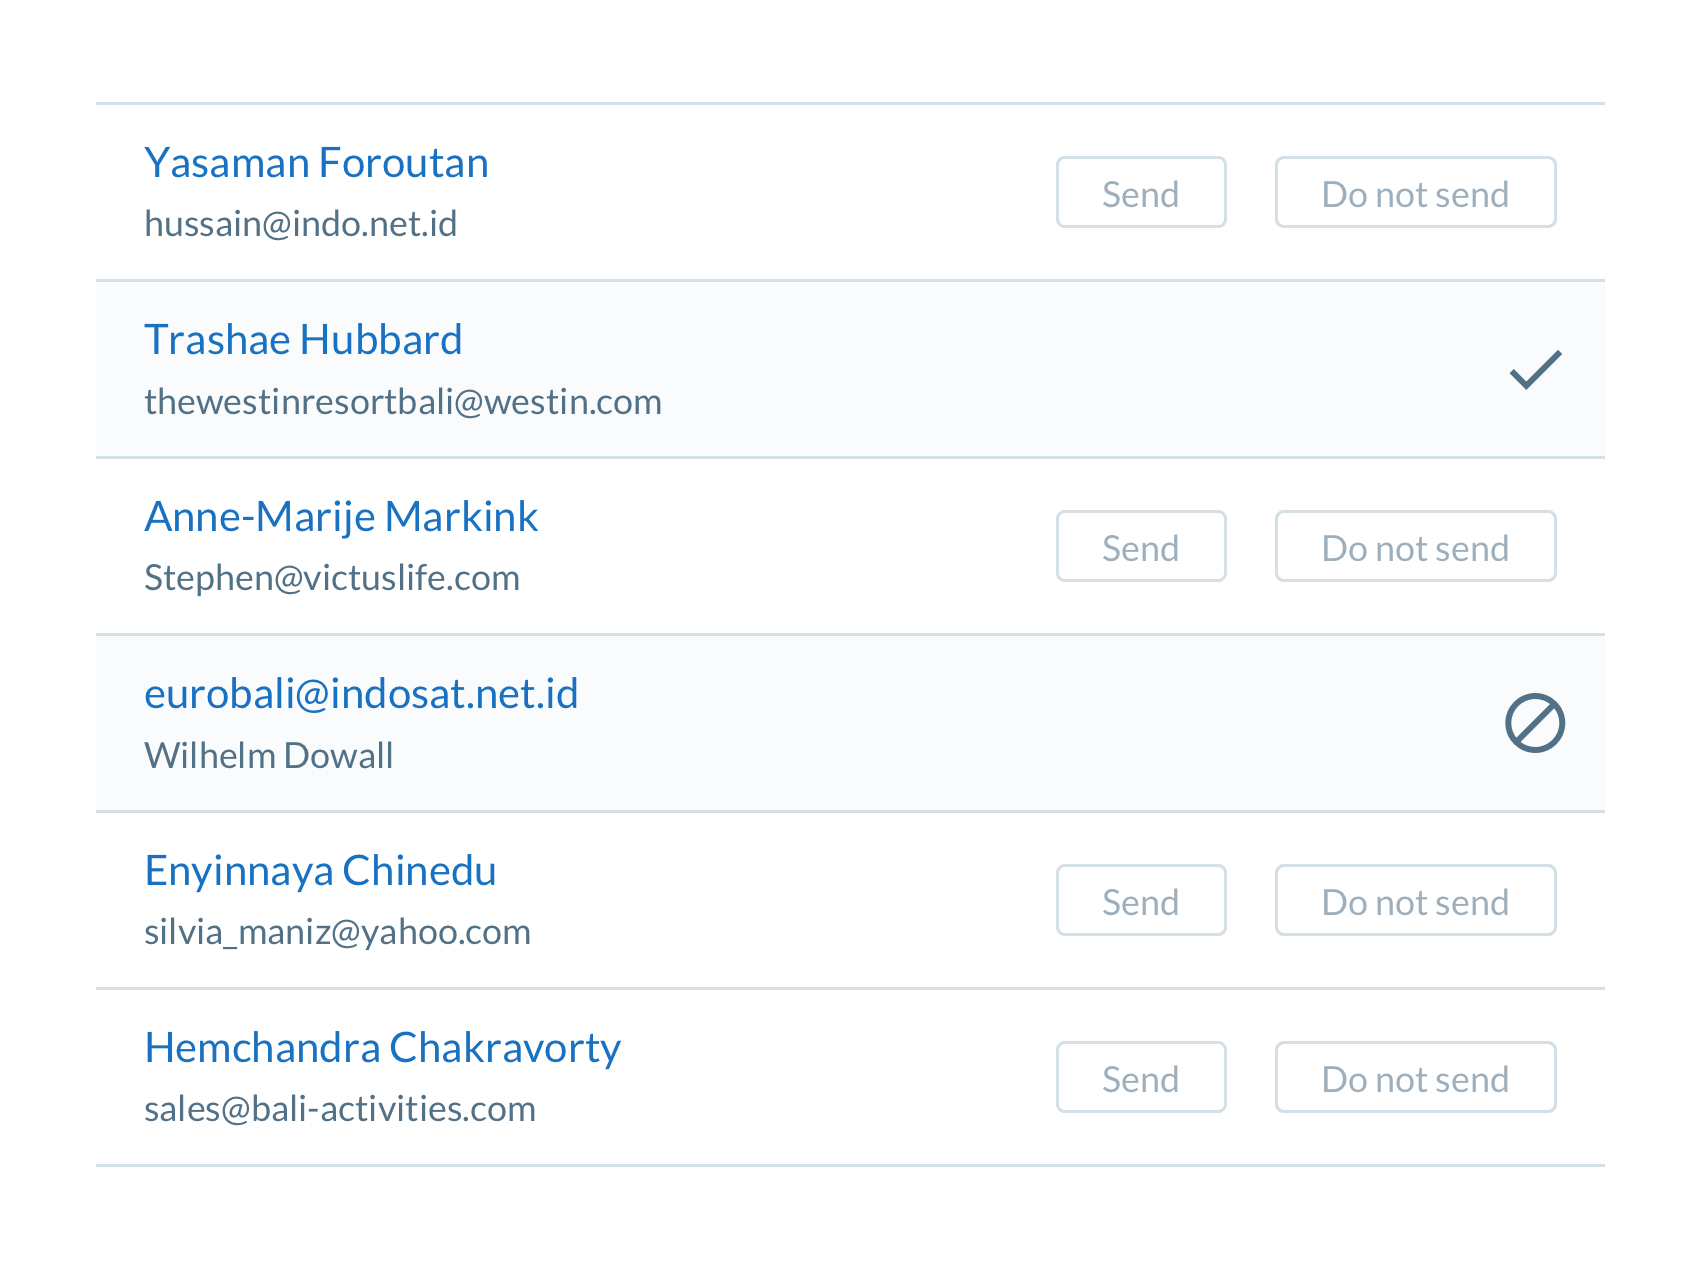 Yasaman Foroutan
hussain@indo.net.id
Send
Do not send
Trashae Hubbard
thewestinresortbali@westin.com
Anne-Marije Markink
Stephen@victuslife.com
Send
Do not send
eurobali@indosat.net.id
Wilhelm Dowall
Enyinnaya Chinedu
silvia_maniz@yahoo.com
Send
Do not send
Hemchandra Chakravorty
sales@bali-activities.com
Send
Do not send